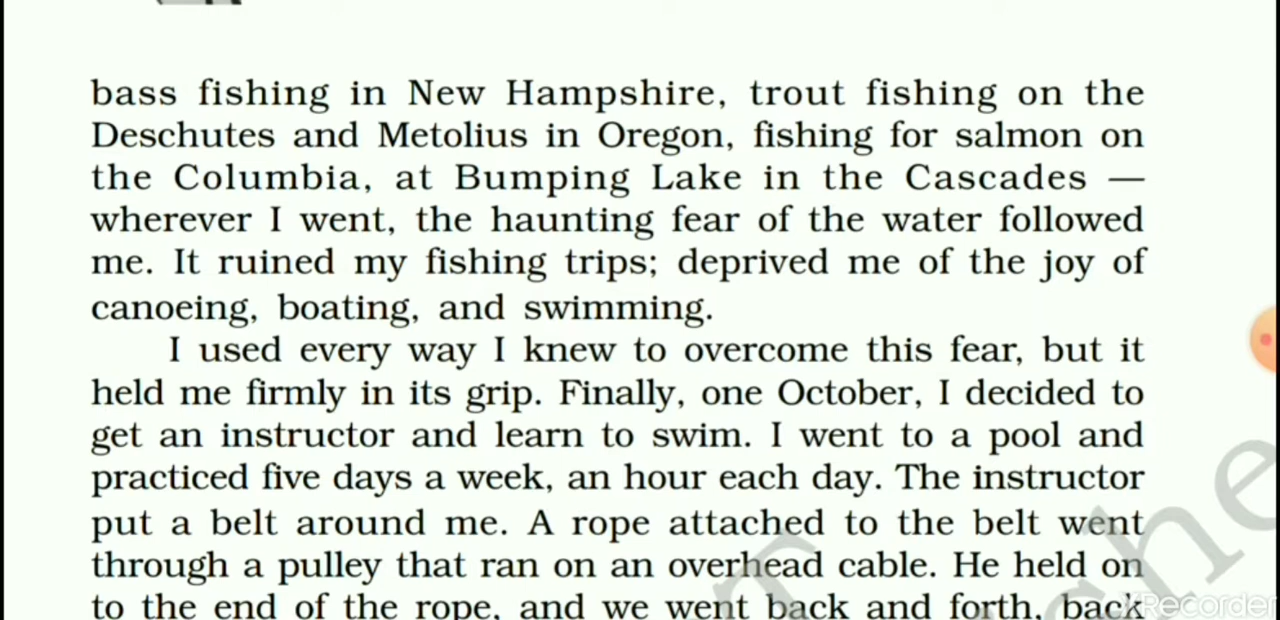 bass fishing in New Hampshire, trout fishing on the
Deschutes and Metolius in Oregon, fishing for salmon on
the Columbia, at Bumping Lake in the Cascades —
wherever I went, the haunting fear of the water followed
me. It ruined my fishing trips; deprived me of the joy of
canoeing, boating, and swimming.
I used every way I knew to overcome this fear, but it
held me firmly in its grip. Finally, one October, I decided to
get an instructor and learn to swim. I went to a pool and
practiced five days a week, an hour each day. The instructor
put a belt around me. A rope attached to the belt went
through a pulley that ran on an overhead cable. He held on
to the end of the rope, and we went back and forth, back
Recorder